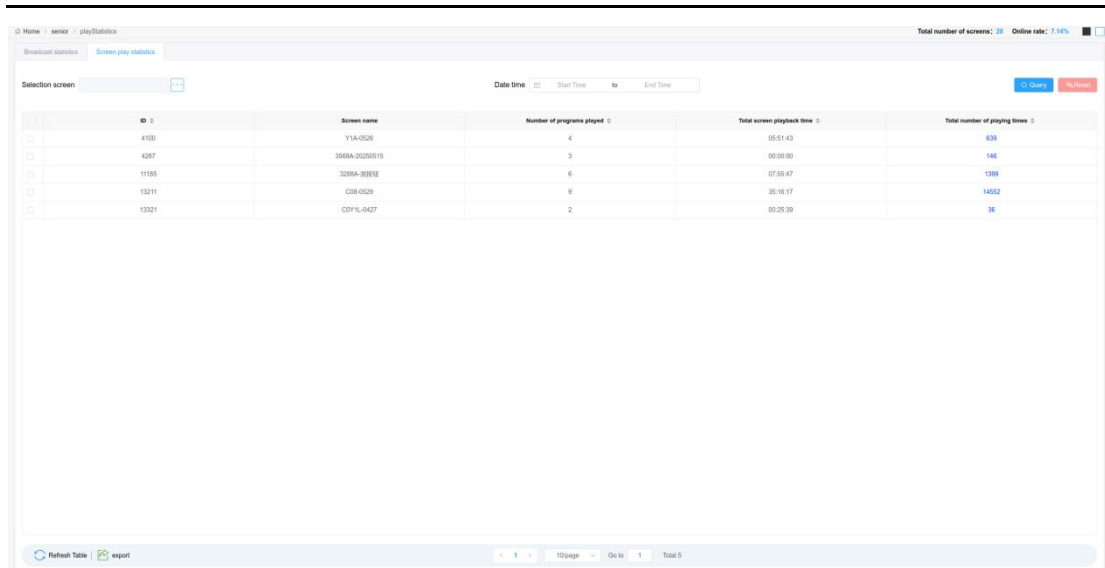 Home > senior > playStatistics
Total number of screens: 28 Online rate: 7.14%
Broadcast statistics Screen play statistics
Selection screen ... Date time Start Time to End Time Query Reset
ID Screen name Number of programs played Total screen playback time Total number of playing times
4100 Y1A-0526 4 05:51:43 639
4287 3568A-20250515 3 00:00:00 146
11185 3288A-测按钮 6 07:55:47 1399
13211 C08-0529 9 35:16:17 14552
13321 C0Y1L-0427 2 00:25:39 36
Refresh Table | export < 1 > 10/page Go to 1 Total 5